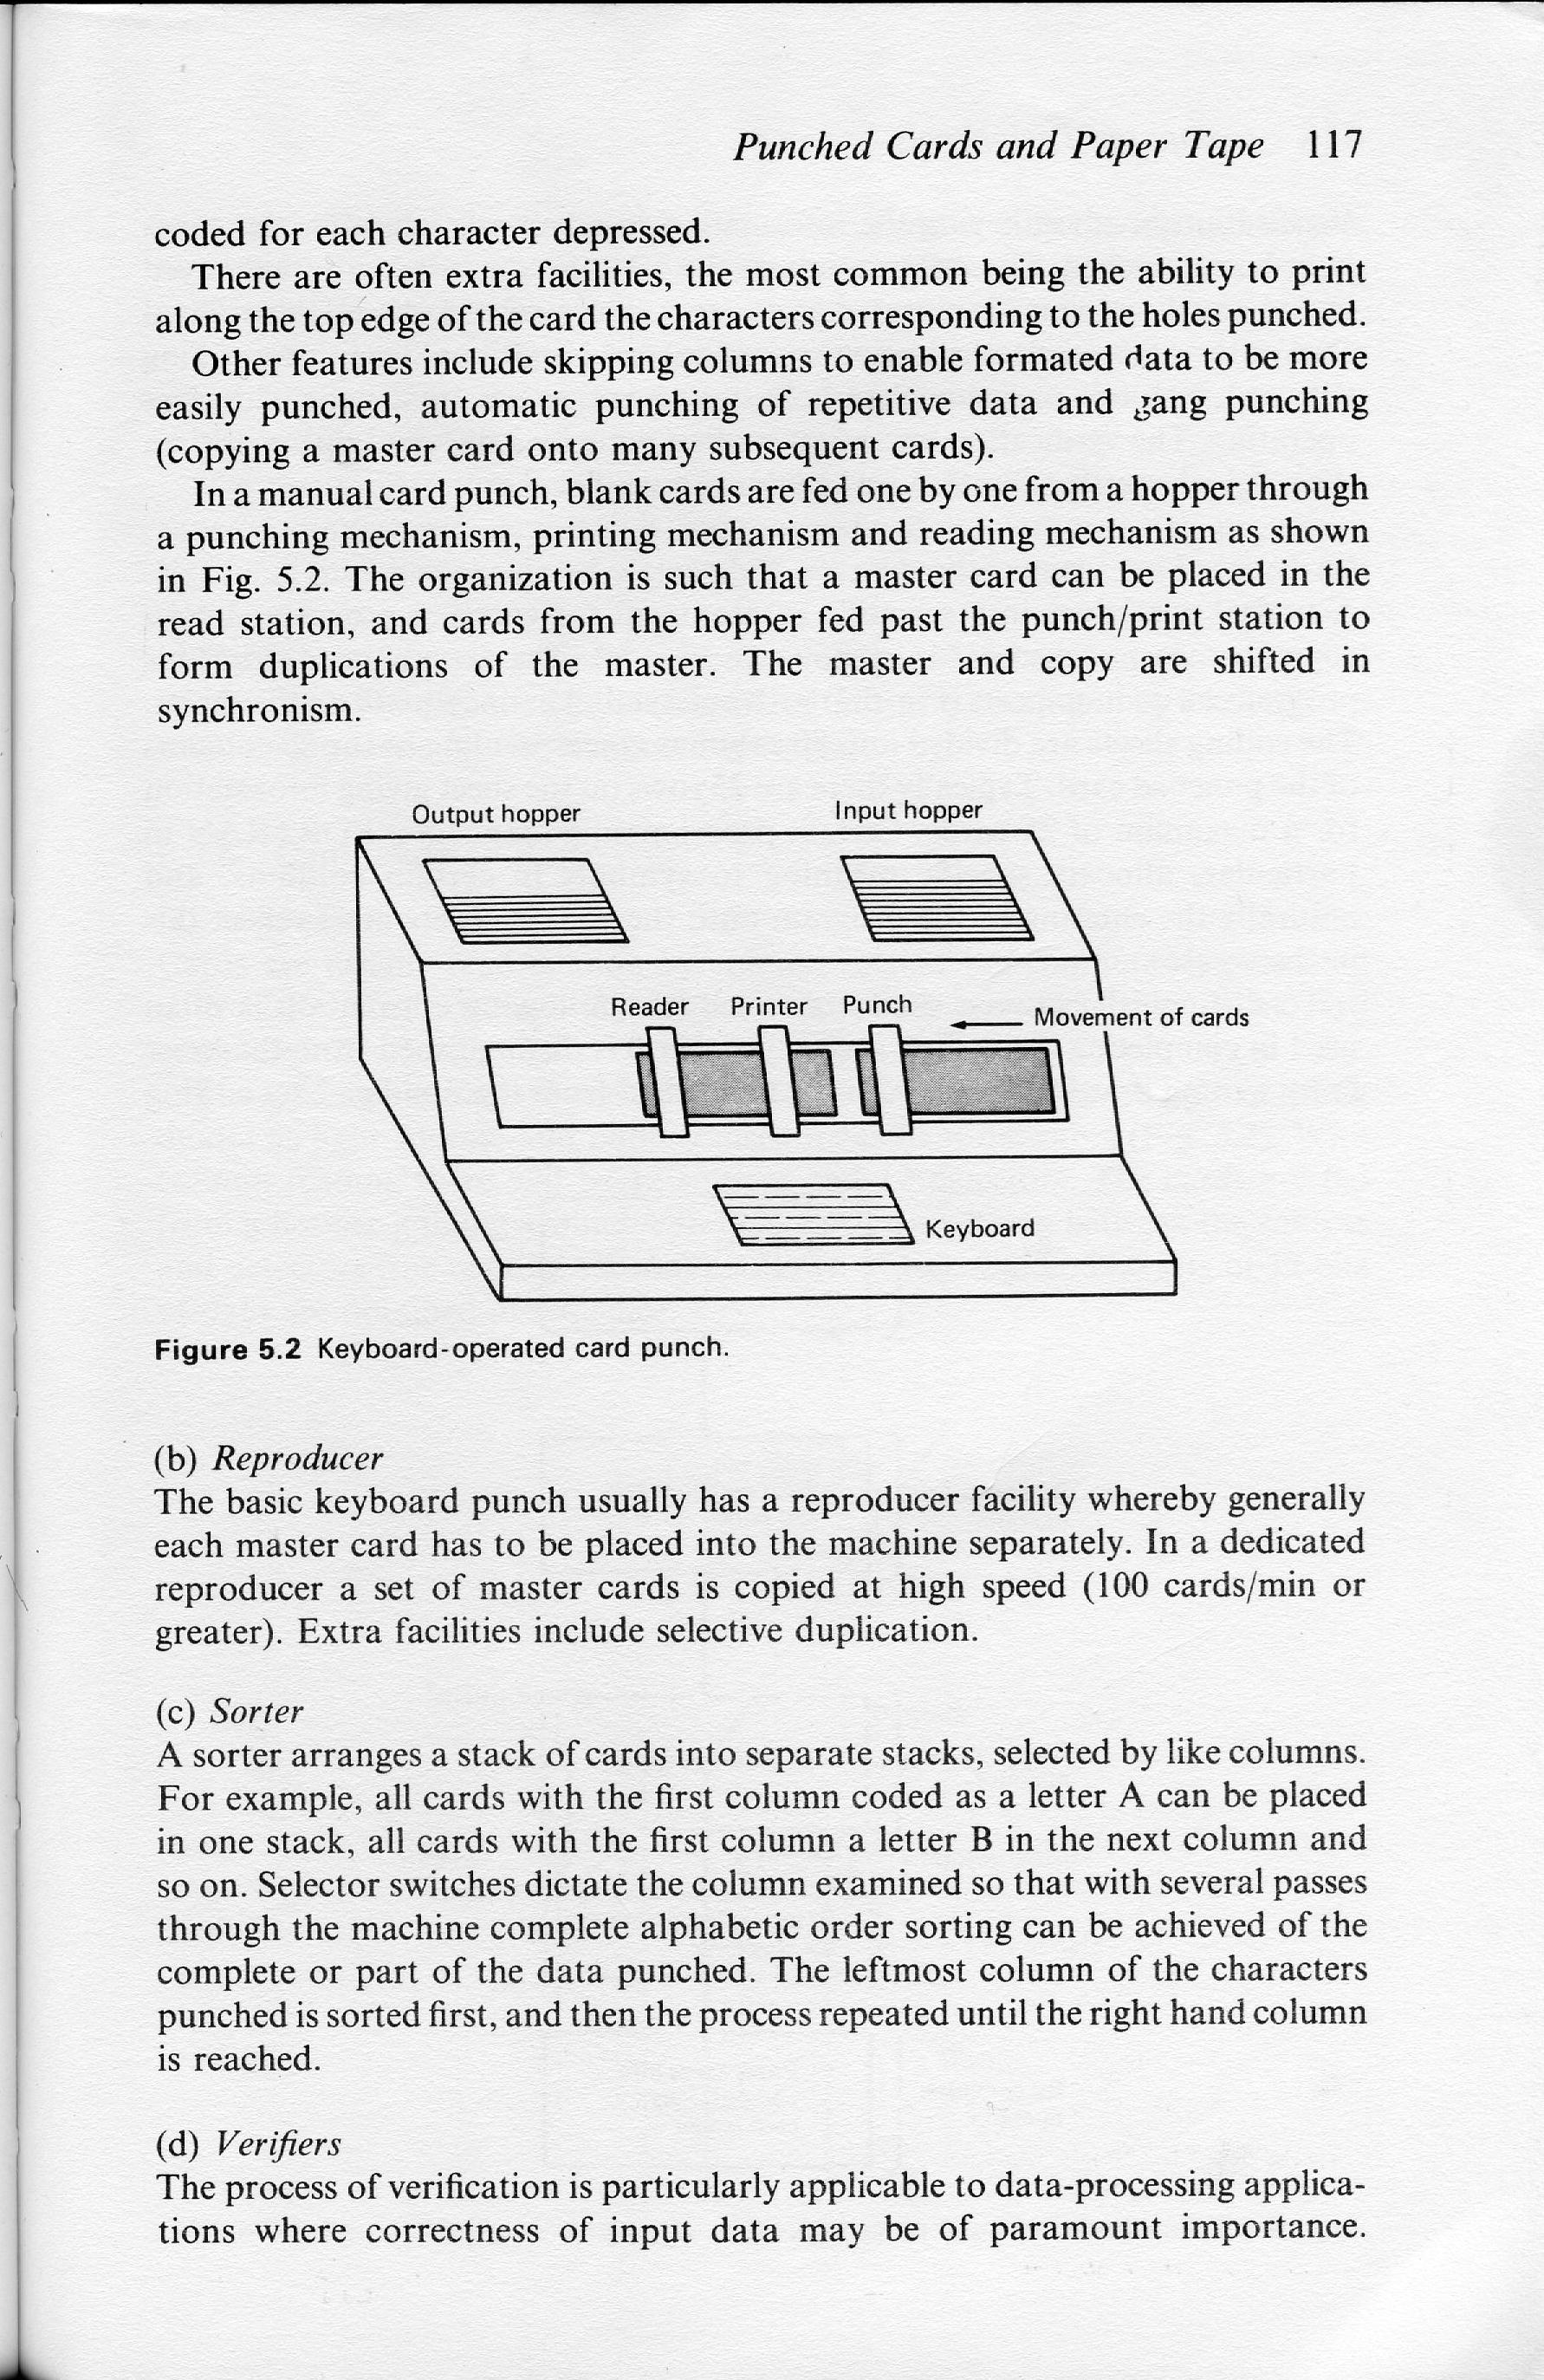 Punched Cards and Paper Tape 117
coded for each character depressed.
There are often extra facilities, the most common being the ability to print
along the top edge of the card the characters corresponding to the holes punched.
Other features include skipping columns to enable formated data to be more
easily punched, automatic punching of repetitive data and gang punching
(copying a master card onto many subsequent cards).
In a manual card punch, blank cards are fed one by one from a hopper through
a punching mechanism, printing mechanism and reading mechanism as shown
in Fig. 5.2. The organization is such that a master card can be placed in the
read station, and cards from the hopper fed past the punch/print station to
form duplications of the master. The master and copy are shifted in
synchronism.
Output hopper
Input hopper
Reader
Printer
Punch
Movement of cards
Keyboard
Figure 5.2 Keyboard-operated card punch.
(b) Reproducer
The basic keyboard punch usually has a reproducer facility whereby generally
each master card has to be placed into the machine separately. In a dedicated
reproducer a set of master cards is copied at high speed (100 cards/min or
greater). Extra facilities include selective duplication.
(c) Sorter
A sorter arranges a stack of cards into separate stacks, selected by like columns.
For example, all cards with the first column coded as a letter A can be placed
in one stack, all cards with the first column a letter B in the next column and
so on. Selector switches dictate the column examined so that with several passes
through the machine complete alphabetic order sorting can be achieved of the
complete or part of the data punched. The leftmost column of the characters
punched is sorted first, and then the process repeated until the right hand column
is reached.
(d) Verifiers
The process of verification is particularly applicable to data-processing applica-
tions where correctness of input data may be of paramount importance.